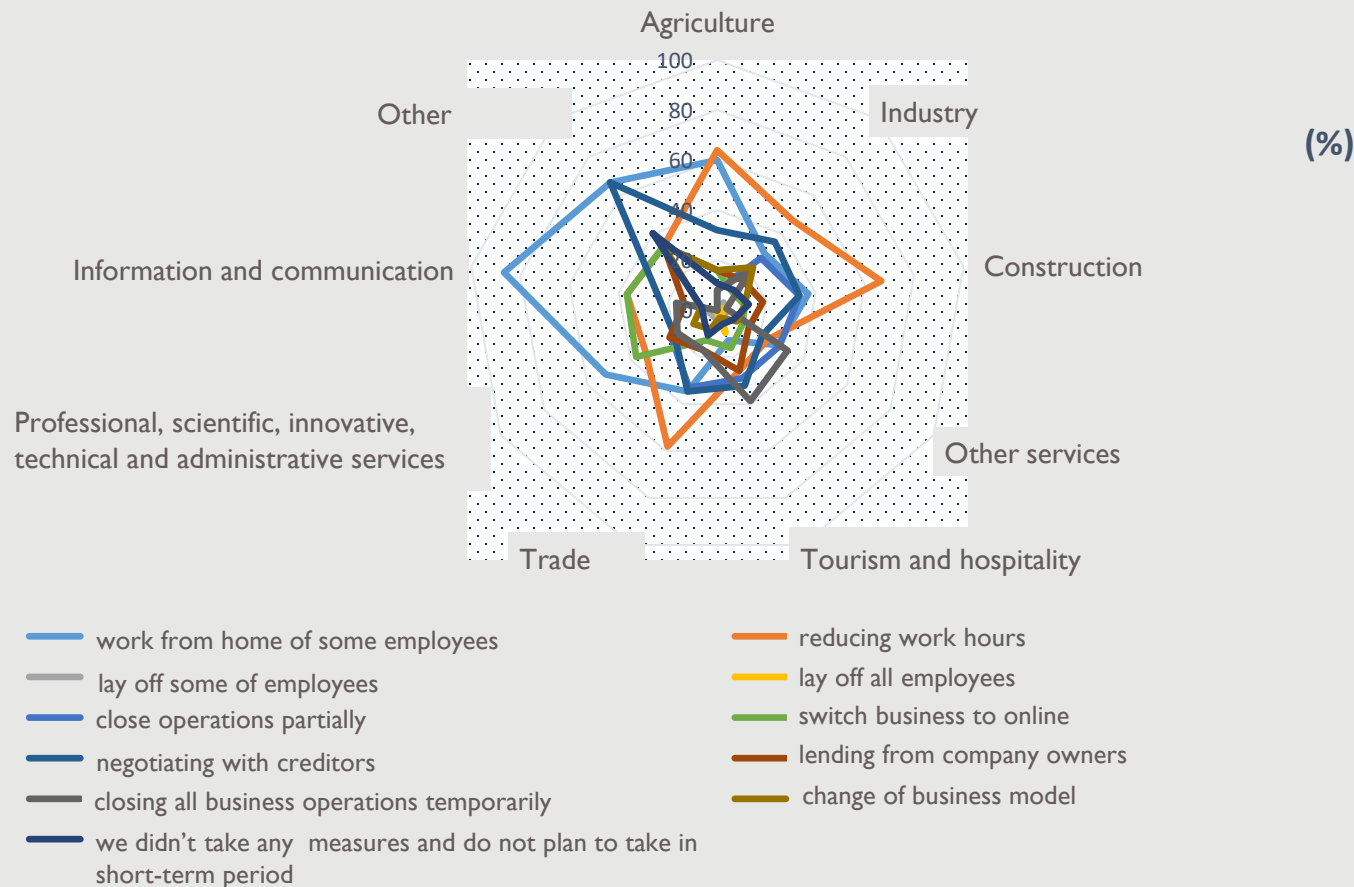 Agriculture
100
80
60
40
20
0
Other
Industry
(%)
Information and communication
Construction
Professional, scientific, innovative,
technical and administrative services
Other services
Trade
Tourism and hospitality
work from home of some employees
reducing work hours
lay off some of employees
lay off all employees
close operations partially
switch business to online
negotiating with creditors
lending from company owners
closing all business operations temporarily
change of business model
we didn't take any  measures and do not plan to take in
short-term period